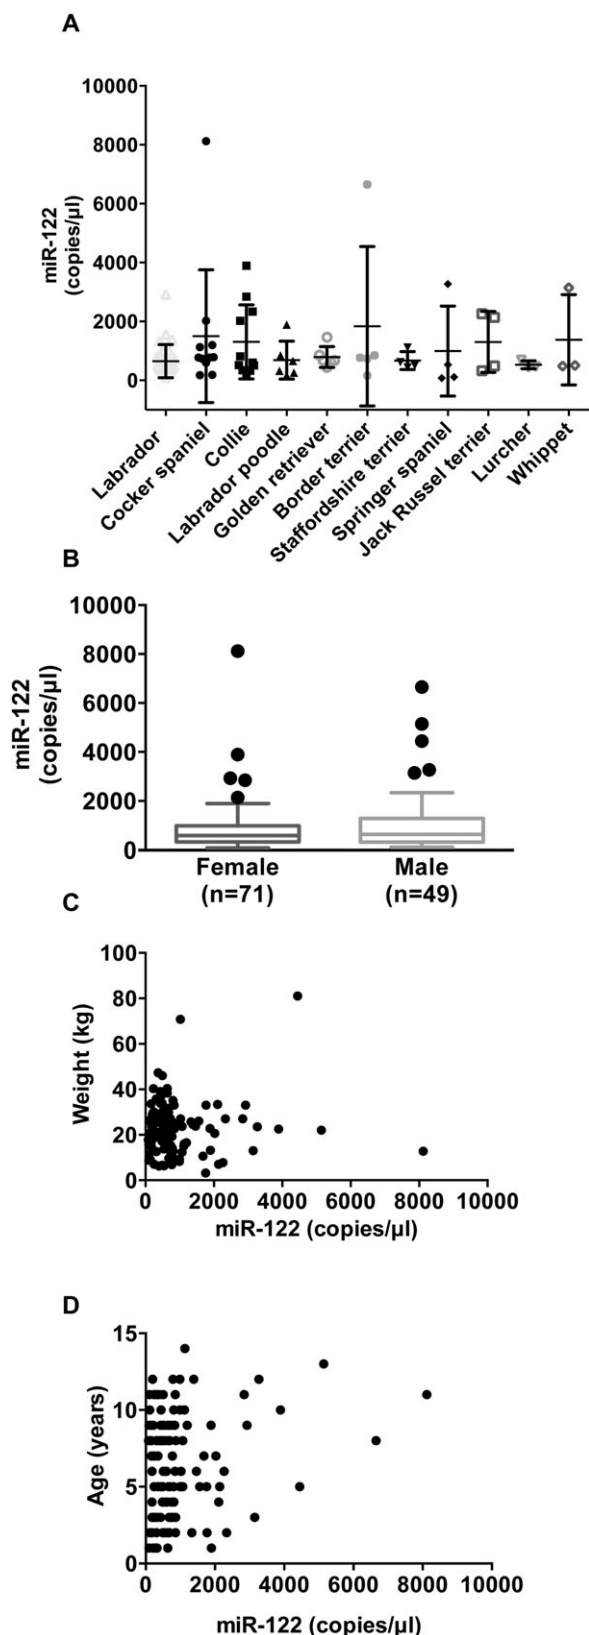 A
10000
8000
6000
4000
2000
0
miR-122
(copies/µl)
Labrador
Cocker spaniel
Collie
Labrador poodle
Golden retriever
Border terrier
Staffordshire terrier
Springer spaniel
Jack Russel terrier
Lurcher
Whippet
B
10000
8000
6000
4000
2000
0
miR-122
(copies/µl)
Female
(n=71)
Male
(n=49)
C
100
80
60
40
20
0
Weight (kg)
0 2000 4000 6000 8000 10000
miR-122 (copies/µl)
D
15
10
5
0
Age (years)
0 2000 4000 6000 8000 10000
miR-122 (copies/µl)